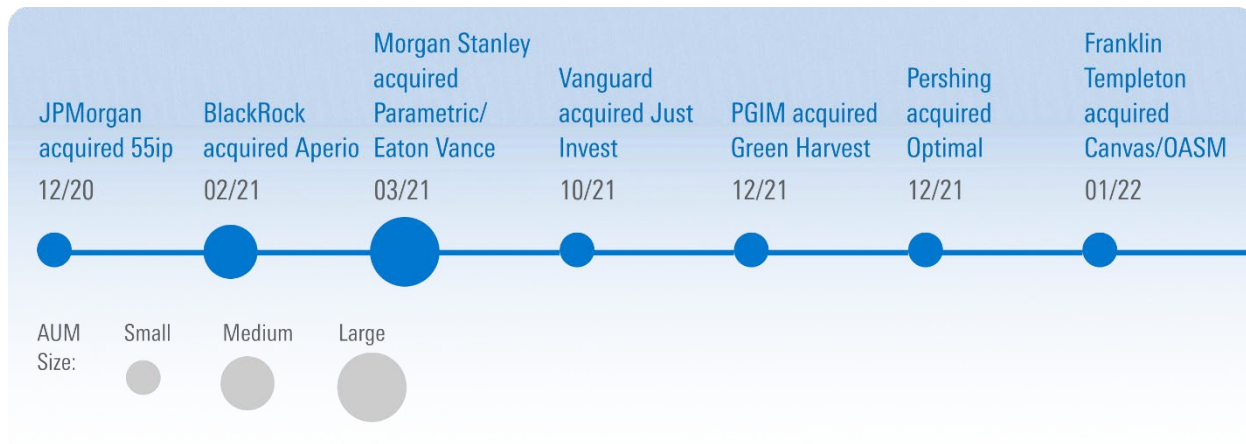 JPMorgan
acquired 55ip
12/20
BlackRock
acquired Aperio
02/21
Morgan Stanley
acquired
Parametric/
Eaton Vance
03/21
Vanguard
acquired Just
Invest
10/21
PGIM acquired
Green Harvest
12/21
Pershing
acquired
Optimal
12/21
Franklin
Templeton
acquired
Canvas/OASM
01/22
AUM
Size:
Small
Medium
Large